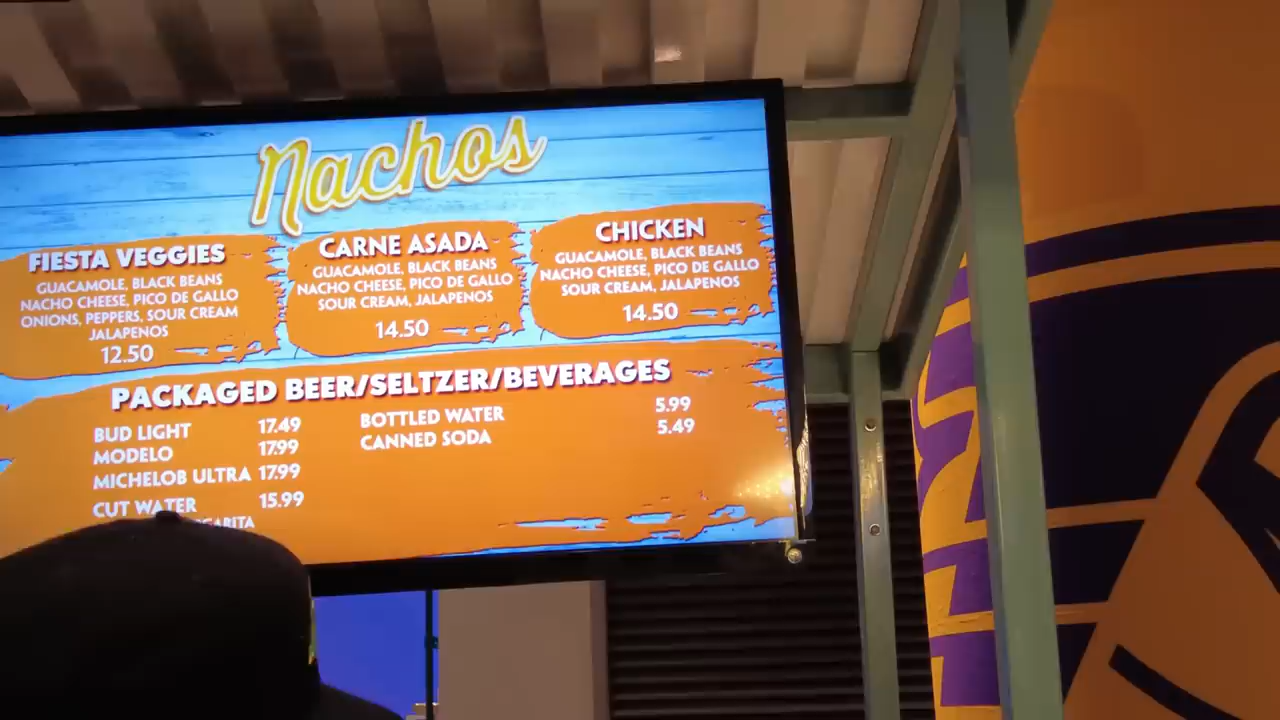 Nachos
FIESTA VEGGIES
GUACAMOLE, BLACK BEANS
NACHO CHEESE, PICO DE GALLO
ONIONS, PEPPERS, SOUR CREAM
JALAPENOS
12.50
CARNE ASADA
GUACAMOLE, BLACK BEANS
NACHO CHEESE, PICO DE GALLO
SOUR CREAM, JALAPENOS
14.50
CHICKEN
GUACAMOLE, BLACK BEANS
NACHO CHEESE, PICO DE GALLO
SOUR CREAM, JALAPENOS
14.50
PACKAGED BEER/SELTZER/BEVERAGES
BUD LIGHT 17.49
MODELO 17.99
MICHELOB ULTRA 17.99
CUT WATER 15.99
BOTTLED WATER 5.99
CANNED SODA 5.49